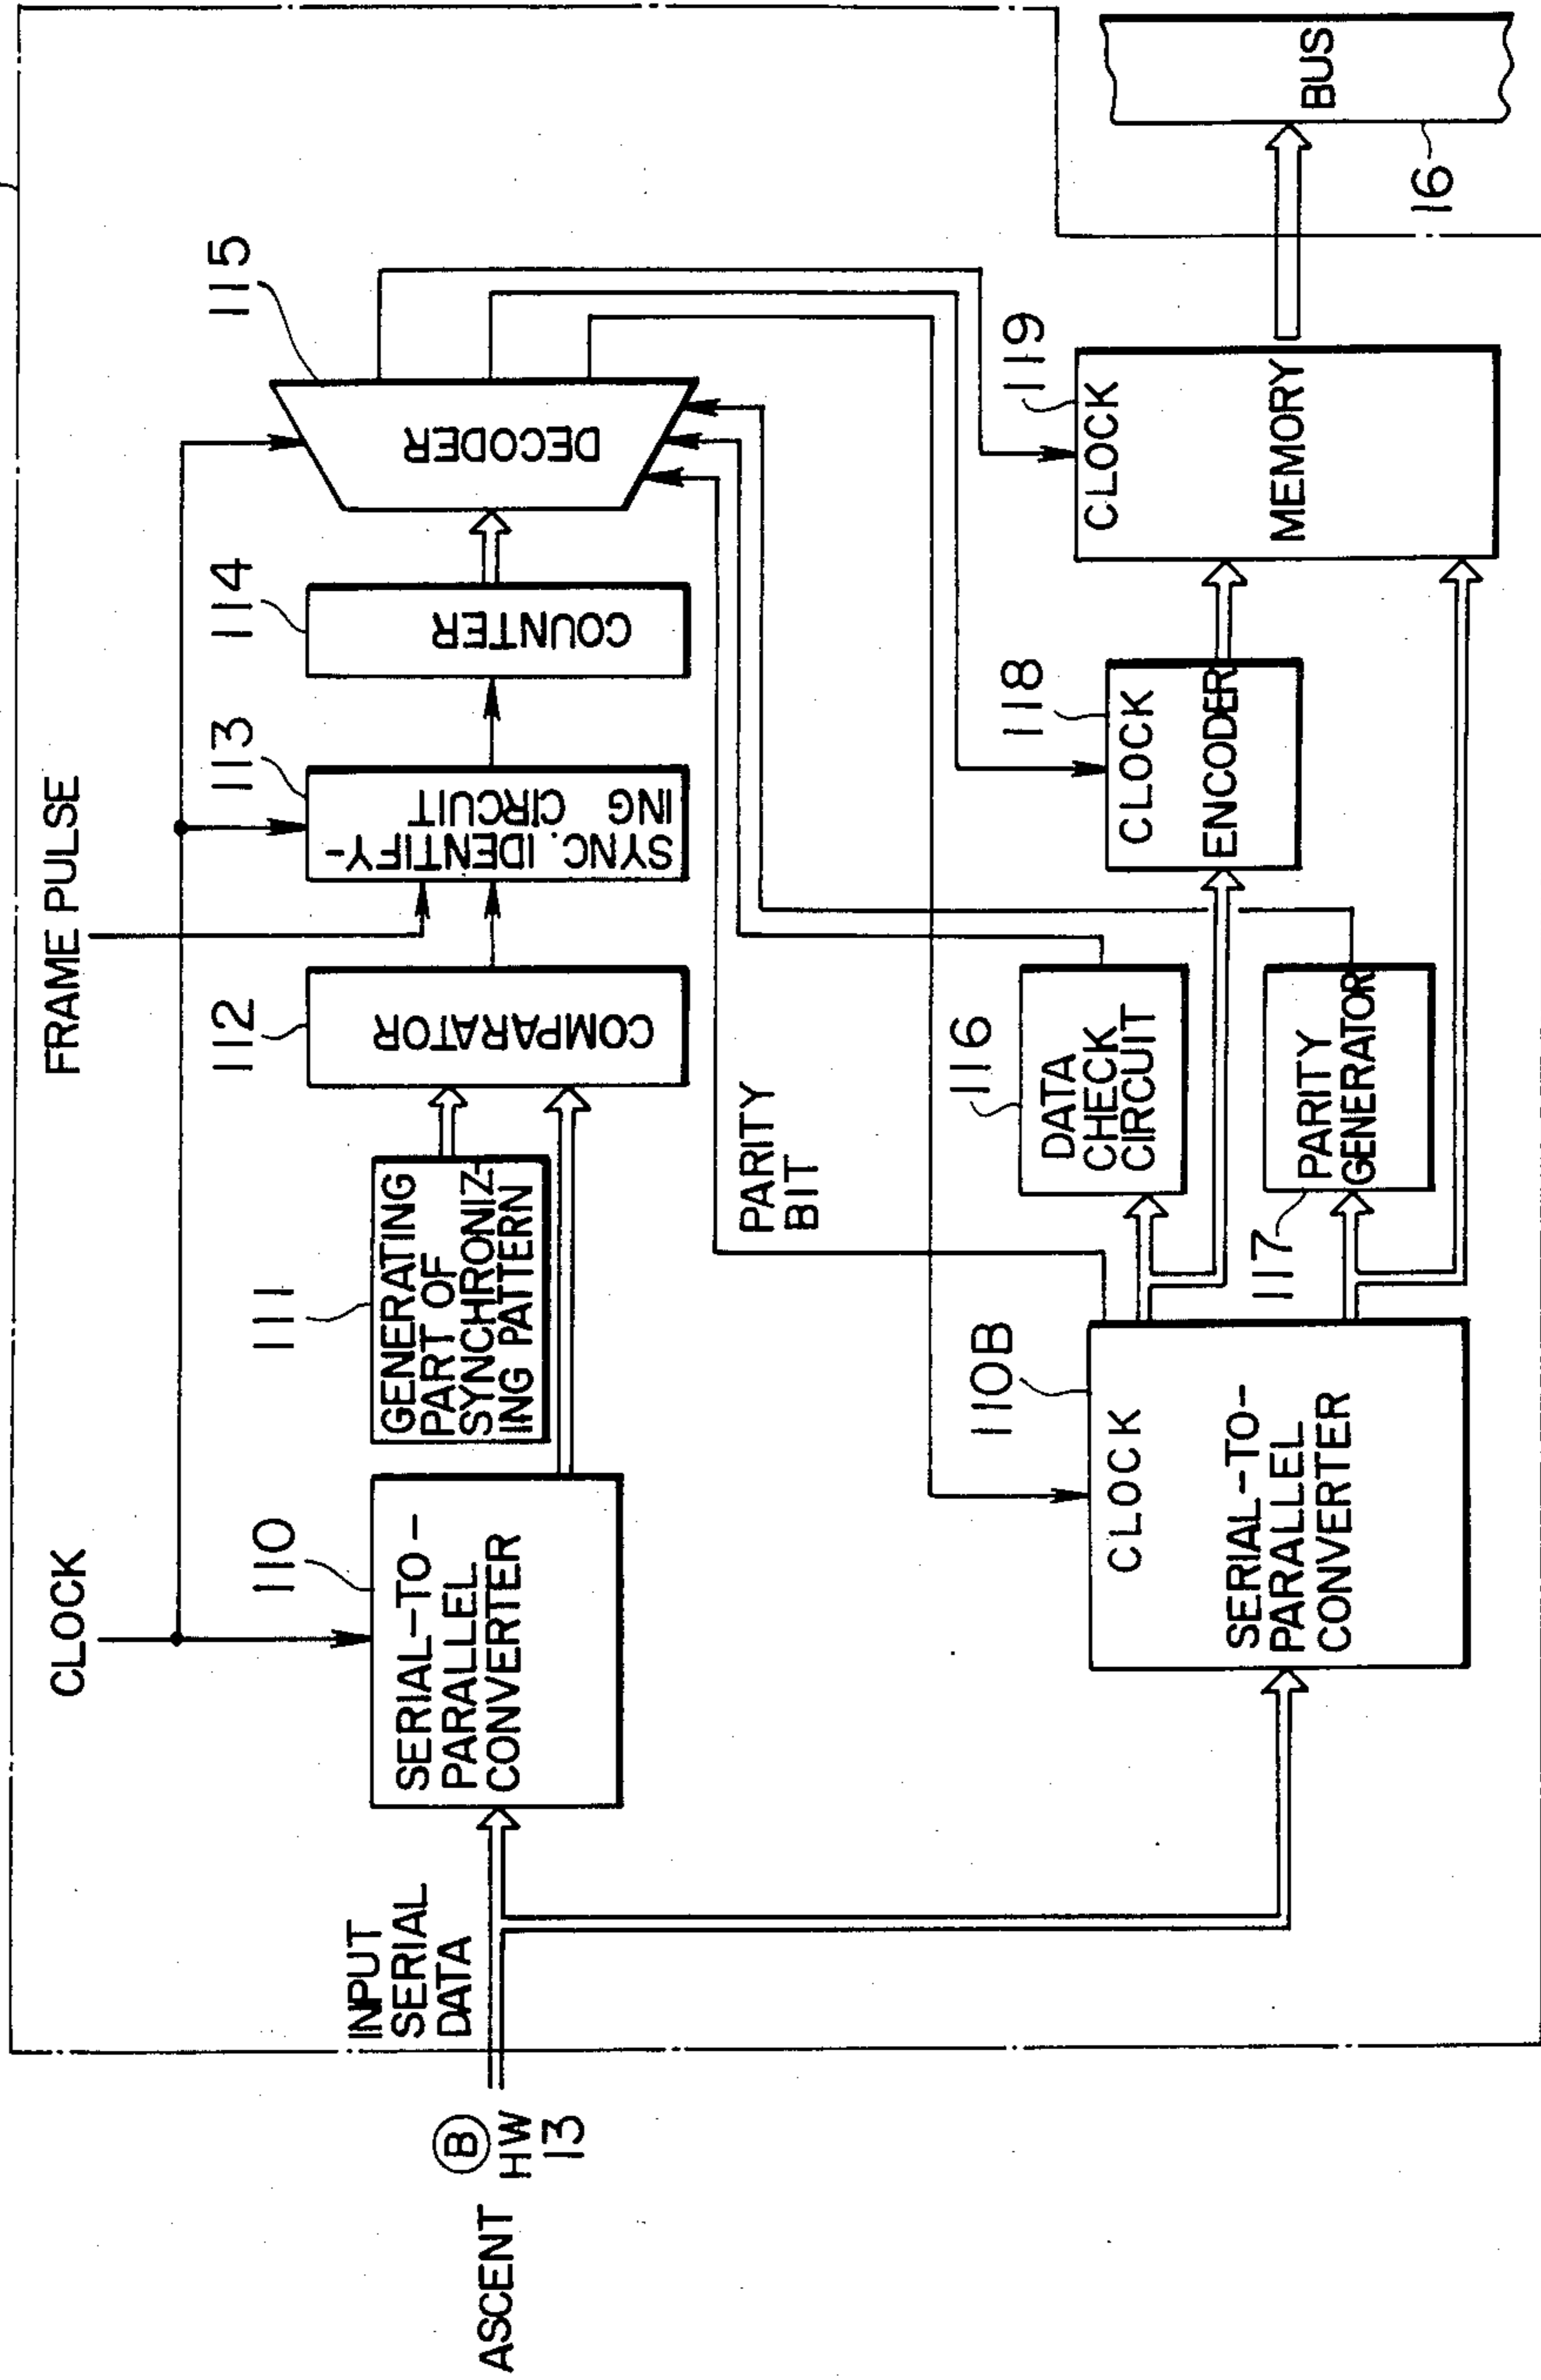 CLOCK
FRAME PULSE
110
111
112
113
114
115
INPUT
SERIAL
DATA
SERIAL-TO-
PARALLEL
CONVERTER
GENERATING
PART OF
SYNCHRONIZ-
ING PATTERN
COMPARATOR
SYNC. IDENTIFY-
ING CIRCUIT
COUNTER
DECODER
ASCENT
B
HW
13
PARITY
BIT
110B
CLOCK
SERIAL-TO-
PARALLEL
CONVERTER
116
DATA
CHECK
CIRCUIT
117
PARITY
GENERATOR
118
CLOCK
ENCODER
119
CLOCK
MEMORY
BUS
16